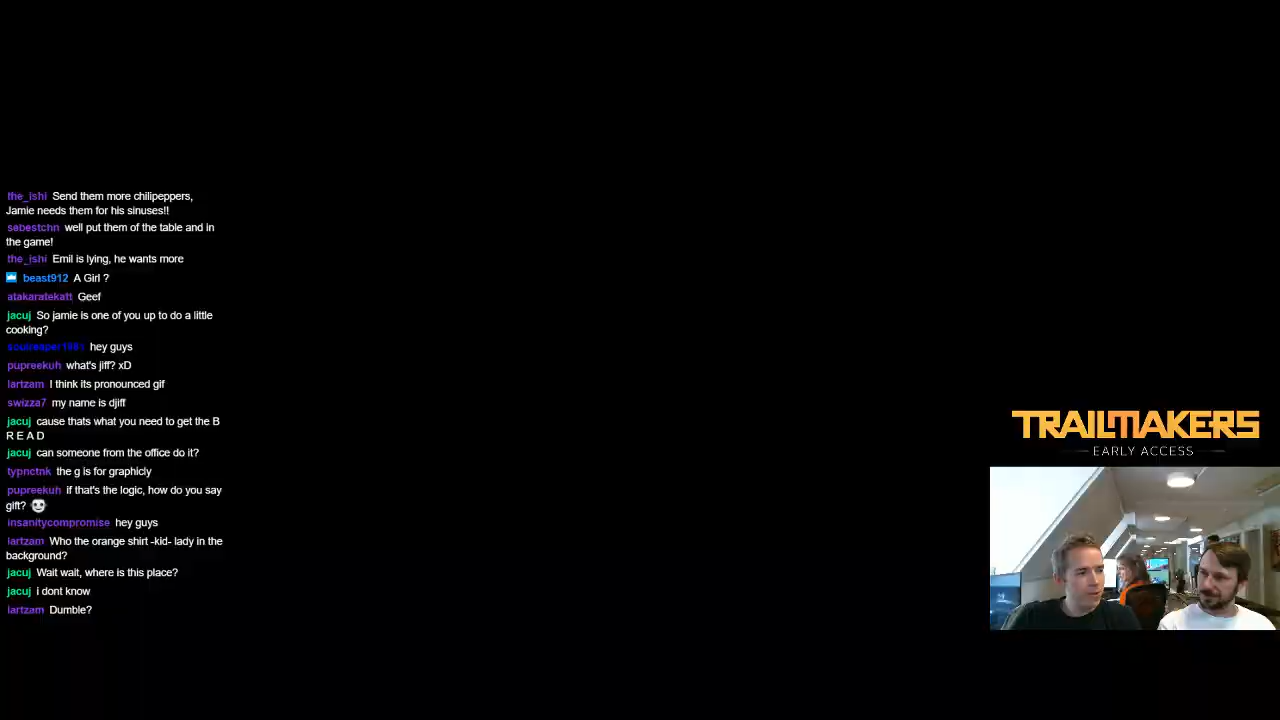 the_ishi Send them more chilipeppers,
Jamie needs them for his sinuses!!
sebestchn well put them of the table and in
the game!
the_ishi Emil is lying, he wants more
beast912 A Girl ?
atakaratekatt Geef
jacuj So jamie is one of you up to do a little
cooking?
hey guys
pupreekuh what's jiff? xD
lartzam I think its pronounced gif
swizza7 my name is djiff
jacuj cause thats what you need to get the B
R E A D
jacuj can someone from the office do it?
typnctnk the g is for graphicly
pupreekuh if that's the logic, how do you say
gift?
insanitycompromise hey guys
lartzam Who the orange shirt -kid- lady in the
background?
jacuj Wait wait, where is this place?
jacuj i dont know
lartzam Dumble?
TRAILMAKERS
EARLY ACCESS